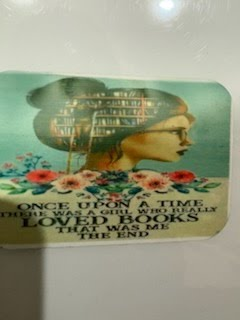 ONCE UPON A TIME
THERE WAS A GIRL WHO REALLY
LOVED BOOKS
THAT WAS ME
THE END